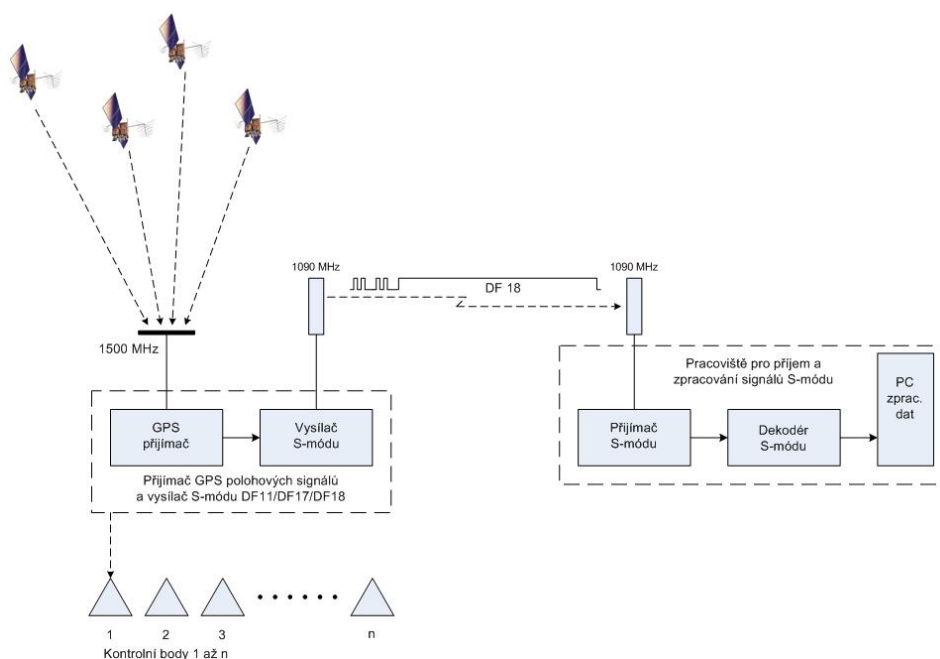 1090 MHz
DF 18
1090 MHz
1500 MHz
GPS
přijímač
Vysílač
S-módu
Přijímač GPS polohových signálů
a vysílač S-módu DF11/DF17/DF18
Pracoviště pro příjem a
zpracování signálů S-módu
Přijímač
S-módu
Dekodér
S-módu
PC
zprac.
dat
1
2
3
n
Kontrolní body 1 až n